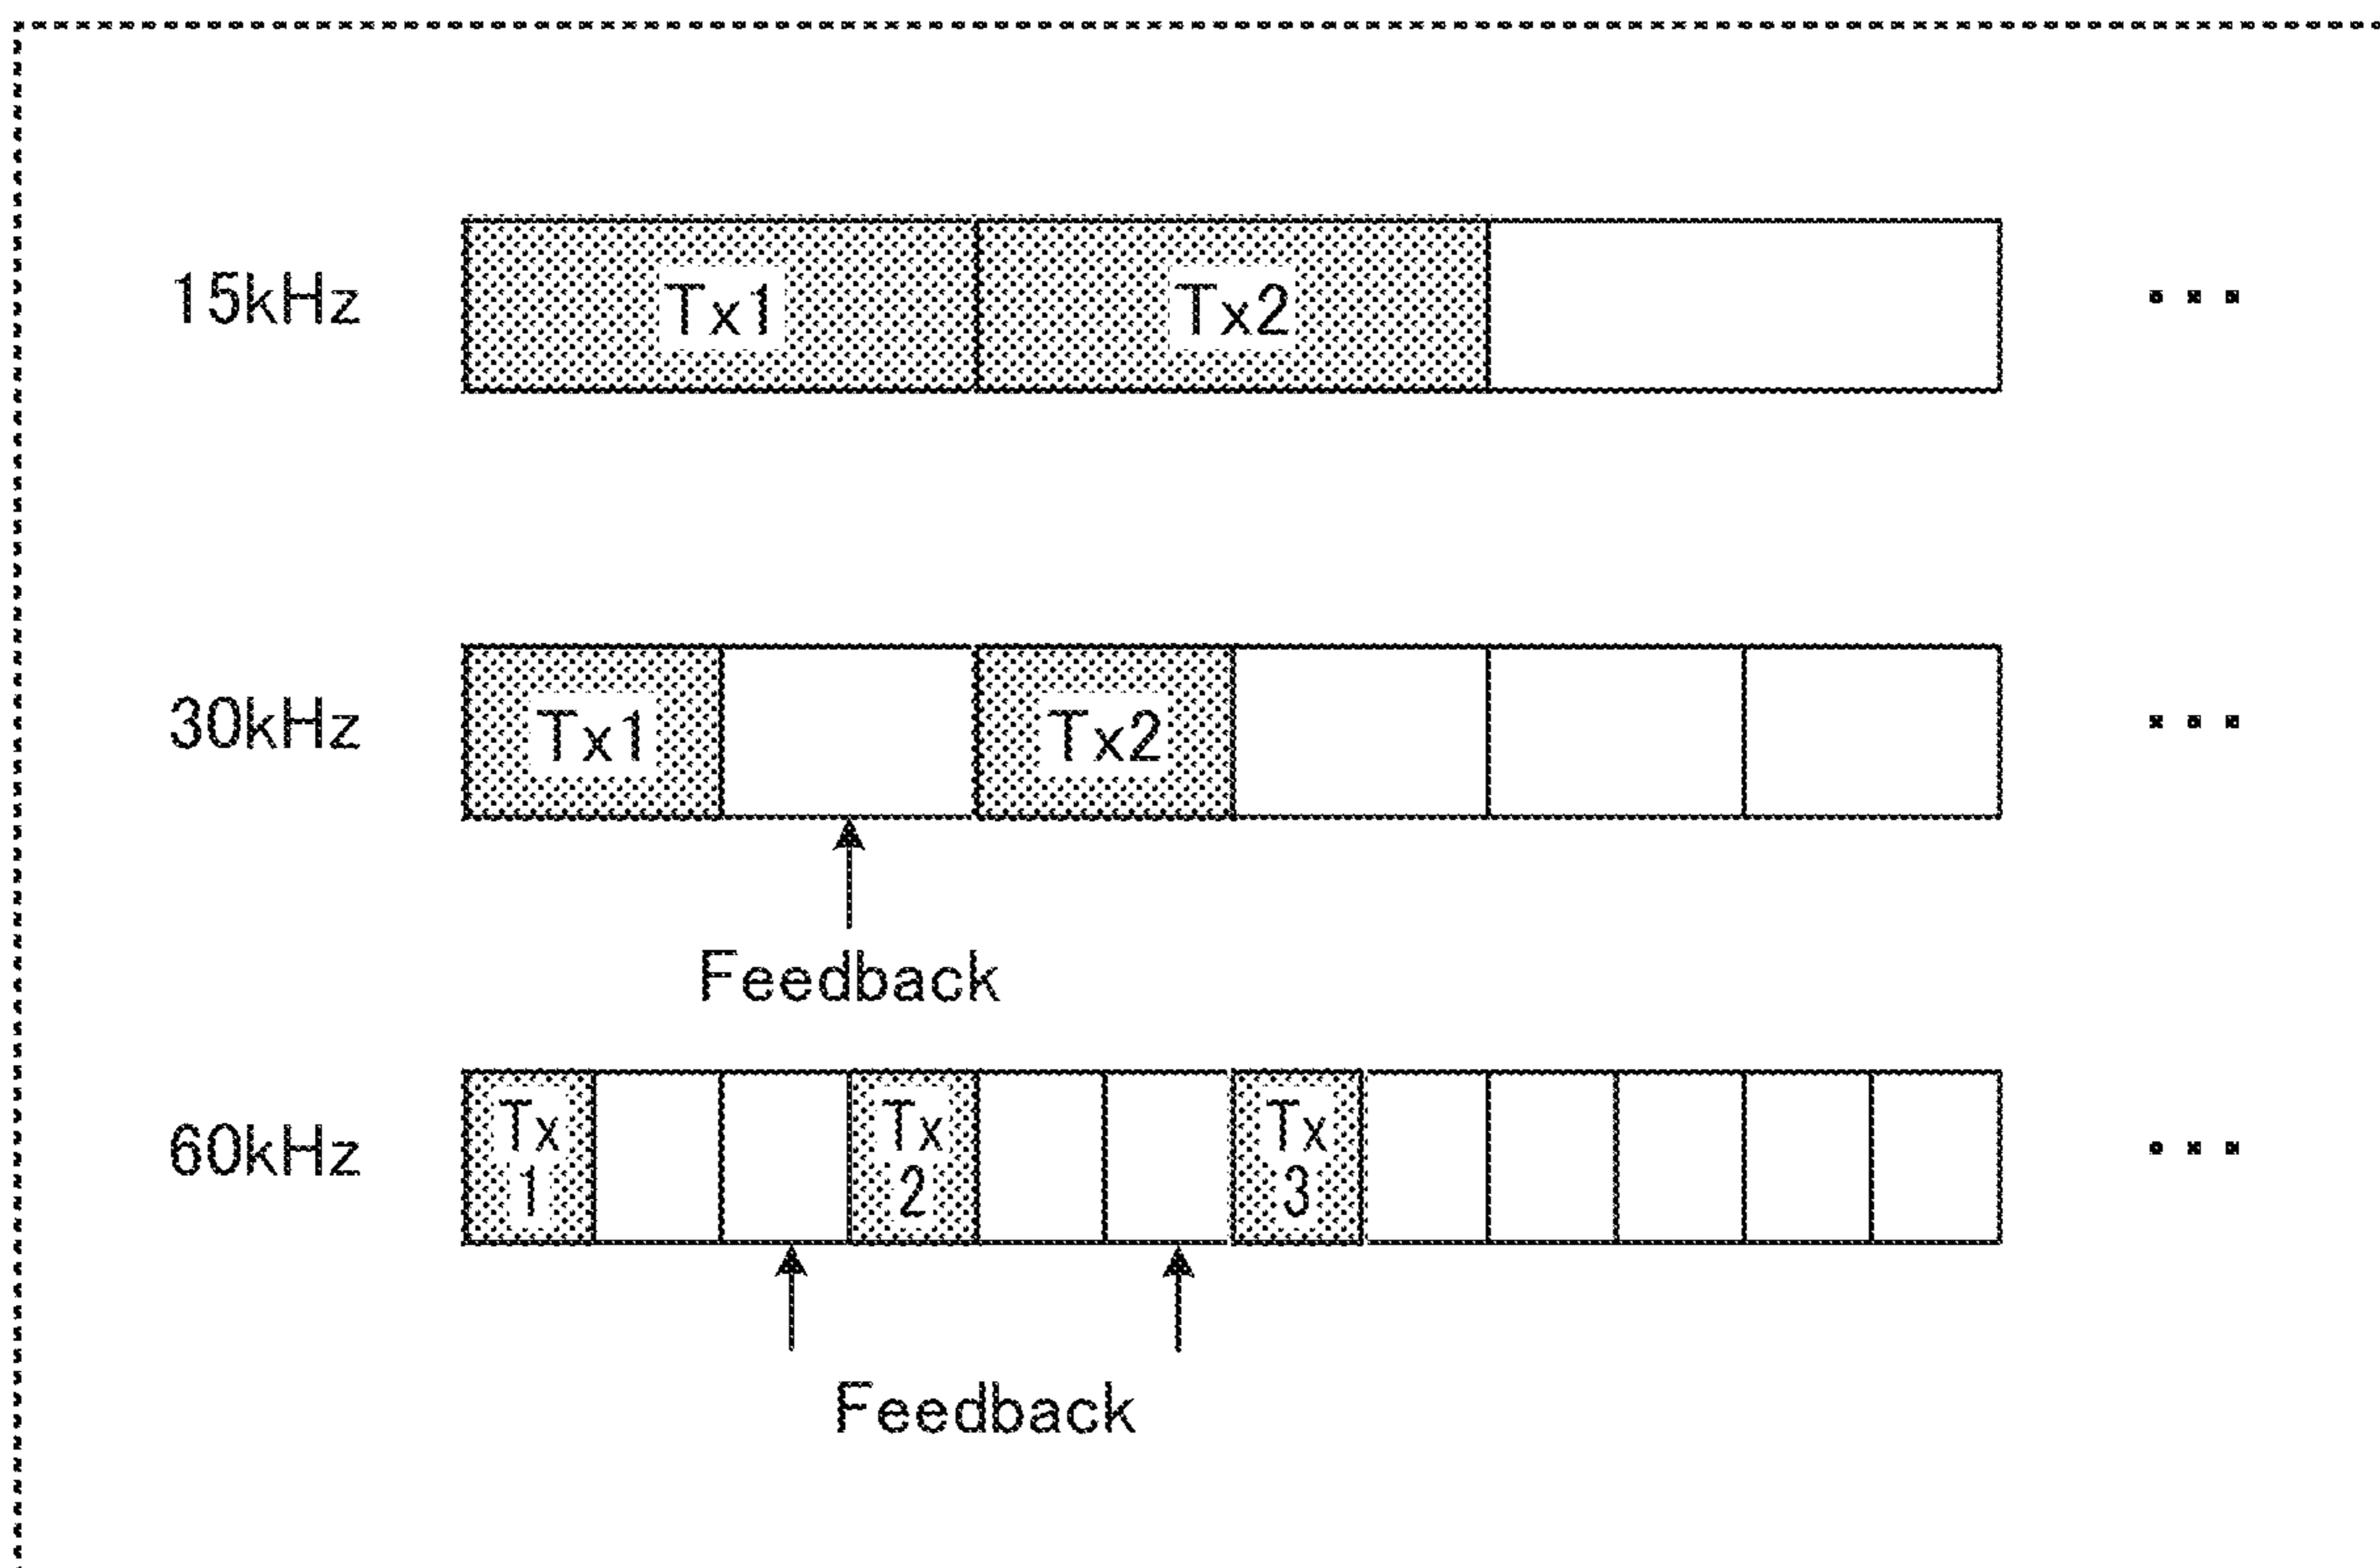 15kHz Tx1 Tx2 ...
30kHz Tx1 Tx2 ...
Feedback
60kHz Tx 1 Tx 2 Tx 3 ...
Feedback